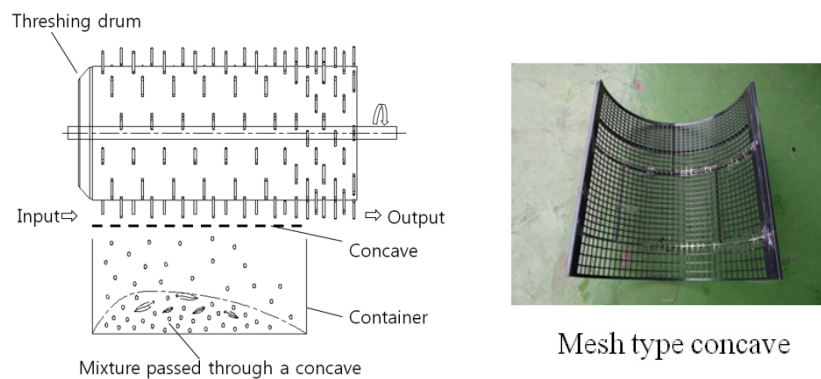 Threshing drum
Input⇨
⇨ Output
Concave
Container
Mixture passed through a concave
Mesh type concave